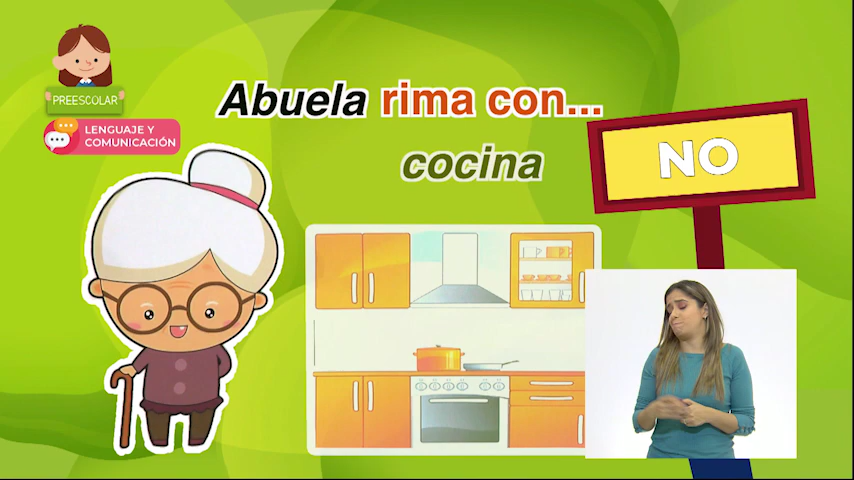 PREESCOLAR
LENGUAJE Y
COMUNICACIÓN
Abuela rima con...
cocina
NO